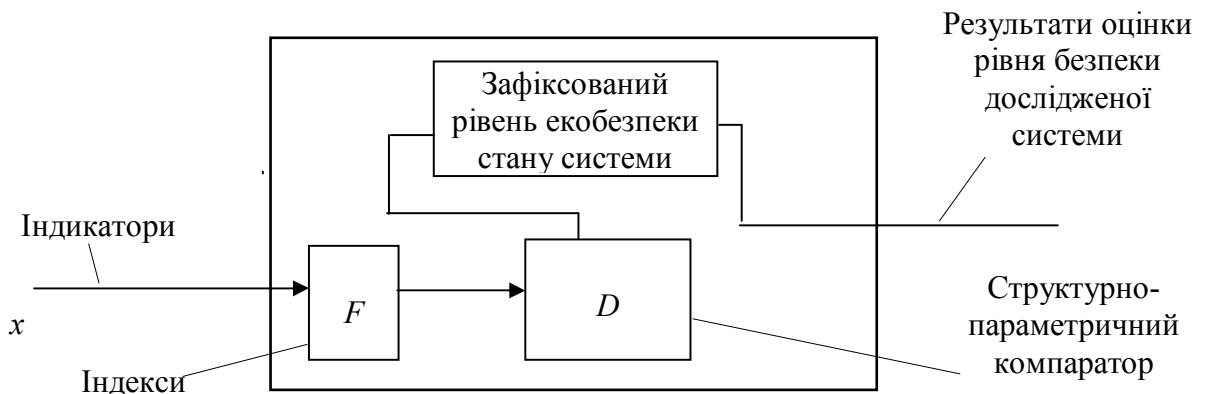 Результати оцінки
рівня безпеки
дослідженої
системи
Зафіксований
рівень екобезпеки
стану системи
Індикатори
x
F
D
Індекси
Структурно-
параметричний
компаратор